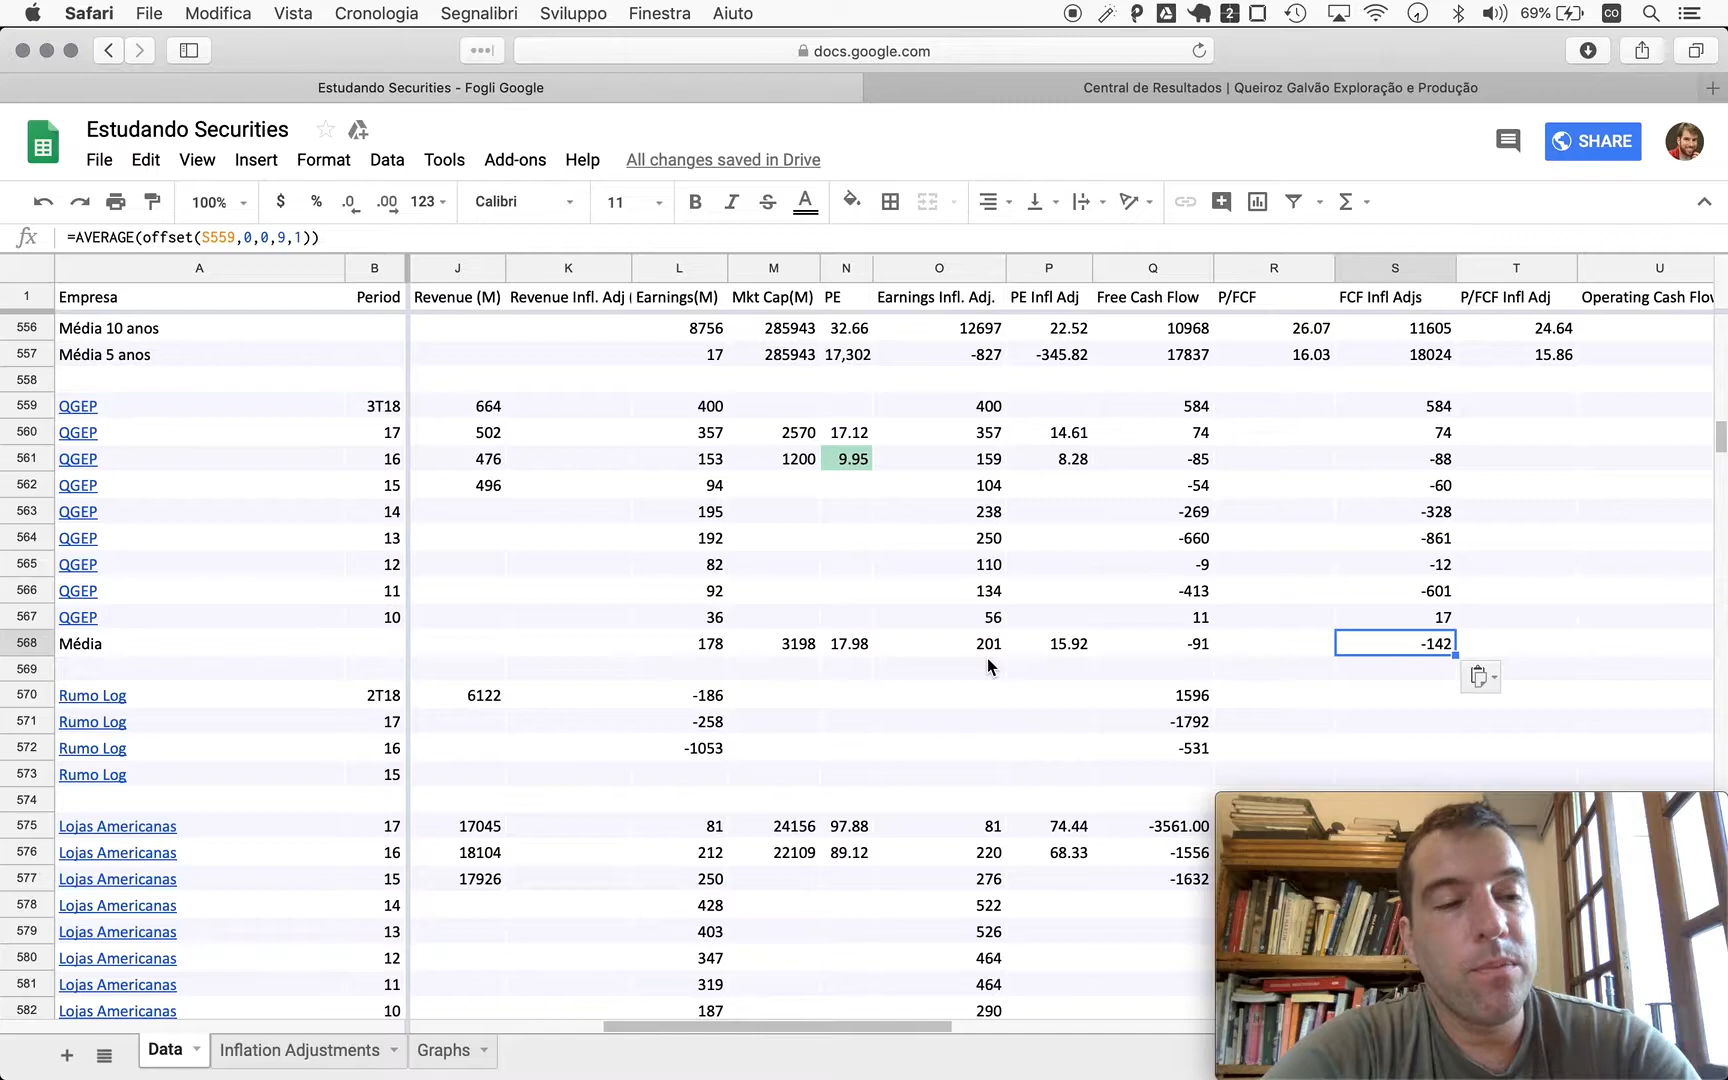 Safari File Modifica Vista Cronologia Segnalibri Sviluppo Finestra Aiuto 2 69% CO
docs.google.com
Estudando Securities - Fogli Google Central de Resultados | Queiroz Galvão Exploração e Produção
Estudando Securities
File Edit View Insert Format Data Tools Add-ons Help All changes saved in Drive
SHARE
100% $ % .0 .00 123 Calibri 11 B I S A Σ
fx =AVERAGE(offset(S559,0,0,9,1))
A B J K L M N O P Q R S T U
1 Empresa Period Revenue (M) Revenue Infl. Adj ( Earnings(M) Mkt Cap(M) PE Earnings Infl. Adj. PE Infl Adj Free Cash Flow P/FCF FCF Infl Adjs P/FCF Infl Adj Operating Cash Flov
556 Média 10 anos 8756 285943 32.66 12697 22.52 10968 26.07 11605 24.64
557 Média 5 anos 17 285943 17,302 -827 -345.82 17837 16.03 18024 15.86
558
559 QGEP 3T18 664 400 400 584 584
560 QGEP 17 502 357 2570 17.12 357 14.61 74 74
561 QGEP 16 476 153 1200 9.95 159 8.28 -85 -88
562 QGEP 15 496 94 104 -54 -60
563 QGEP 14 195 238 -269 -328
564 QGEP 13 192 250 -660 -861
565 QGEP 12 82 110 -9 -12
566 QGEP 11 92 134 -413 -601
567 QGEP 10 36 56 11 17
568 Média 178 3198 17.98 201 15.92 -91 -142
569
570 Rumo Log 2T18 6122 -186 1596
571 Rumo Log 17 -258 -1792
572 Rumo Log 16 -1053 -531
573 Rumo Log 15
574
575 Lojas Americanas 17 17045 81 24156 97.88 81 74.44 -3561.00
576 Lojas Americanas 16 18104 212 22109 89.12 220 68.33 -1556
577 Lojas Americanas 15 17926 250 276 -1632
578 Lojas Americanas 14 428 522
579 Lojas Americanas 13 403 526
580 Lojas Americanas 12 347 464
581 Lojas Americanas 11 319 464
582 Lojas Americanas 10 187 290
Data Inflation Adjustments Graphs